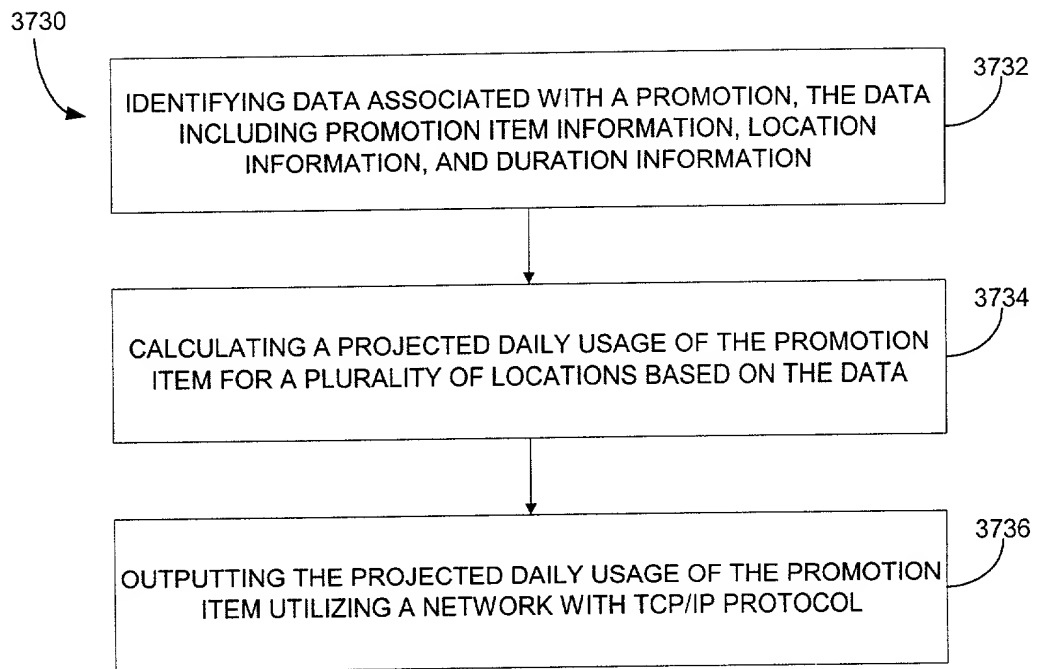 3730
3732
IDENTIFYING DATA ASSOCIATED WITH A PROMOTION, THE DATA
INCLUDING PROMOTION ITEM INFORMATION, LOCATION
INFORMATION, AND DURATION INFORMATION
3734
CALCULATING A PROJECTED DAILY USAGE OF THE PROMOTION
ITEM FOR A PLURALITY OF LOCATIONS BASED ON THE DATA
3736
OUTPUTTING THE PROJECTED DAILY USAGE OF THE PROMOTION
ITEM UTILIZING A NETWORK WITH TCP/IP PROTOCOL